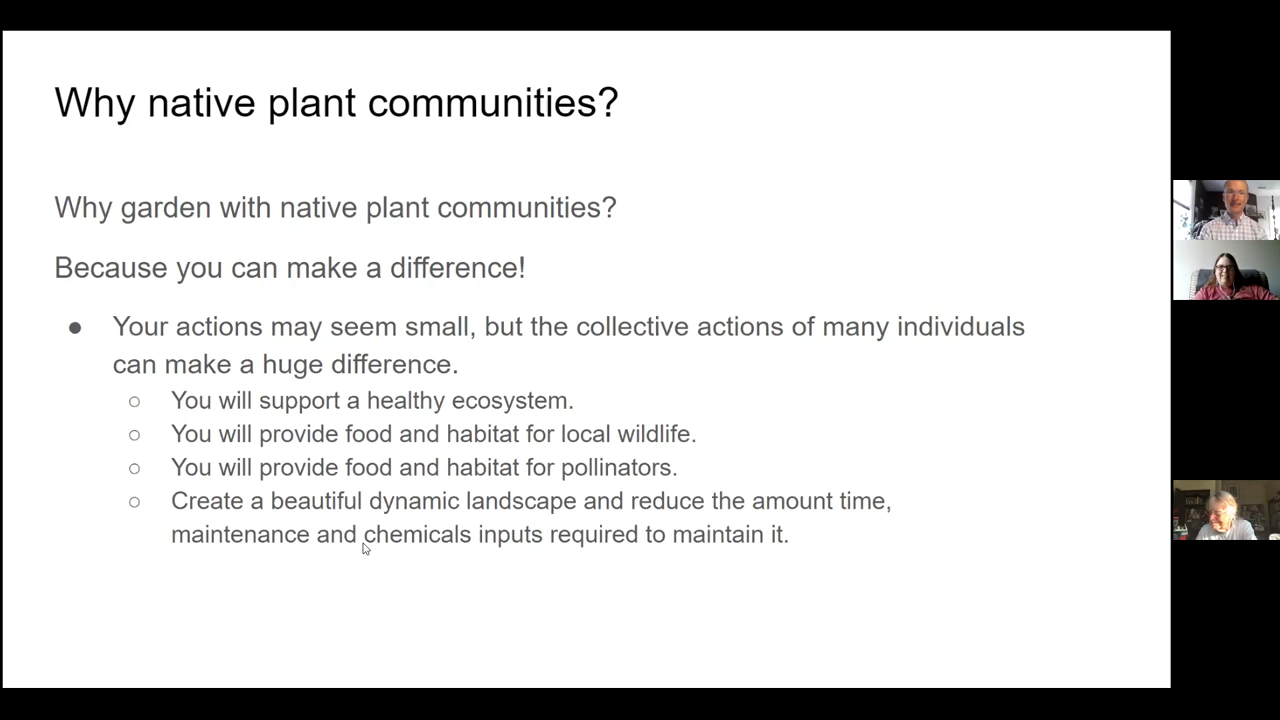 Why native plant communities?
Why garden with native plant communities?
Because you can make a difference!
● Your actions may seem small, but the collective actions of many individuals
can make a huge difference.
○ You will support a healthy ecosystem.
○ You will provide food and habitat for local wildlife.
○ You will provide food and habitat for pollinators.
○ Create a beautiful dynamic landscape and reduce the amount time,
maintenance and chemicals inputs required to maintain it.